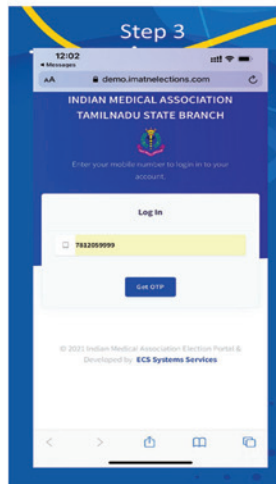 Step 3
12:02
Messages
AA demo.imatnelections.com
INDIAN MEDICAL ASSOCIATION
TAMILNADU STATE BRANCH
Enter your mobile number to login in to your
account.
Log In
7612059999
Get OTP
© 2021 Indian Medical Association Election Portal &
Developed by ECS Systems Services